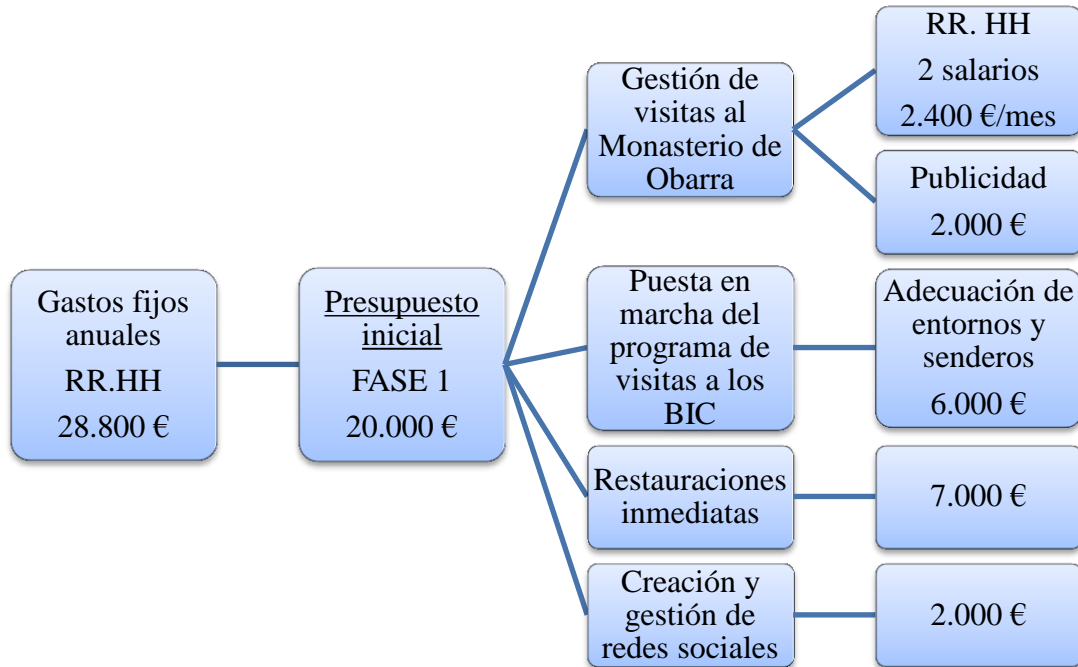 Gastos fijos
anuales
RR.HH
28.800 €
Presupuesto
inicial
FASE 1
20.000 €
Gestión de
visitas al
Monasterio de
Obarra
RR. HH
2 salarios
2.400 €/mes
Publicidad
2.000 €
Puesta en
marcha del
programa de
visitas a los
BIC
Adecuación de
entornos y
senderos
6.000 €
Restauraciones
inmediatas
7.000 €
Creación y
gestión de
redes sociales
2.000 €